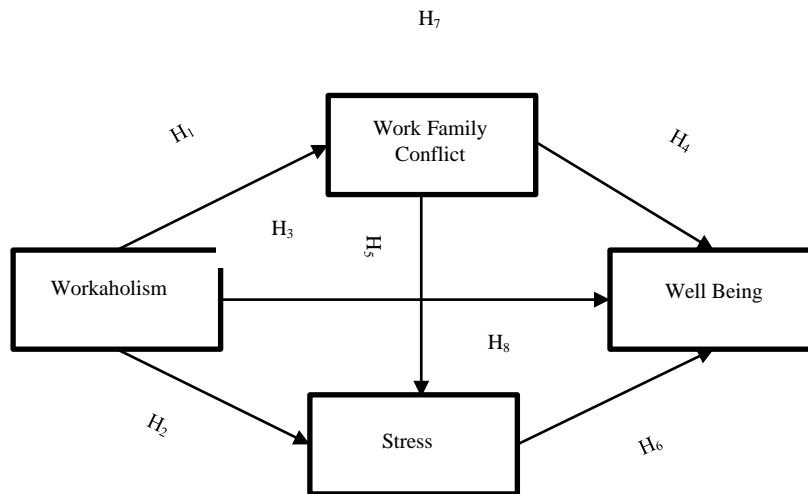 H₇
H₁
Work Family
Conflict
H₄
H₃
H₅
Workaholism
Well Being
H₈
H₂
Stress
H₆